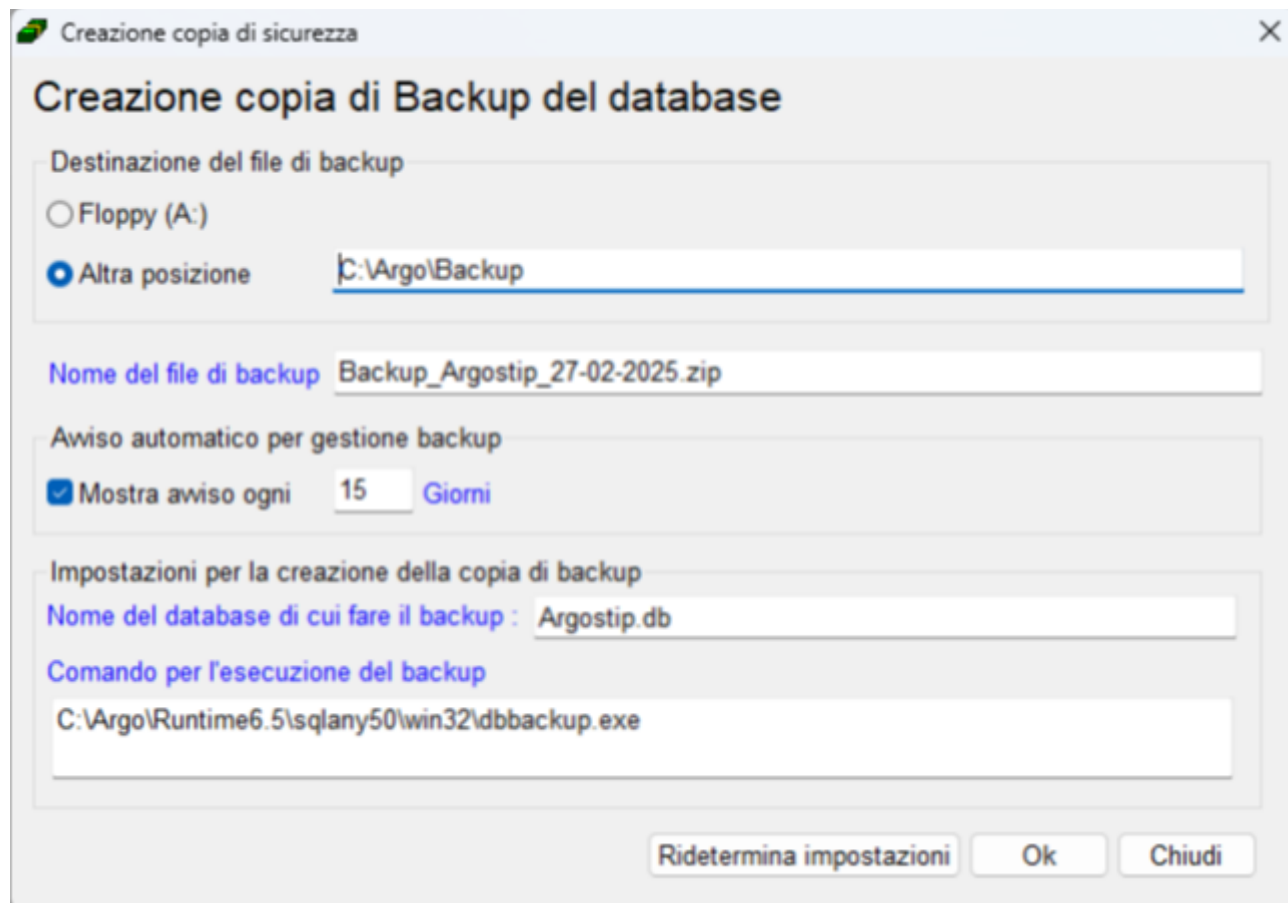 Creazione copia di sicurezza
Creazione copia di Backup del database
Destinazione del file di backup
Floppy (A:)
Altra posizione C:\Argo\Backup
Nome del file di backup Backup_Argostip_27-02-2025.zip
Avviso automatico per gestione backup
Mostra avviso ogni 15 Giorni
Impostazioni per la creazione della copia di backup
Nome del database di cui fare il backup : Argostip.db
Comando per l'esecuzione del backup
C:\Argo\Runtime6.5\sqlany50\win32\dbbackup.exe
Ridetermina impostazioni Ok Chiudi